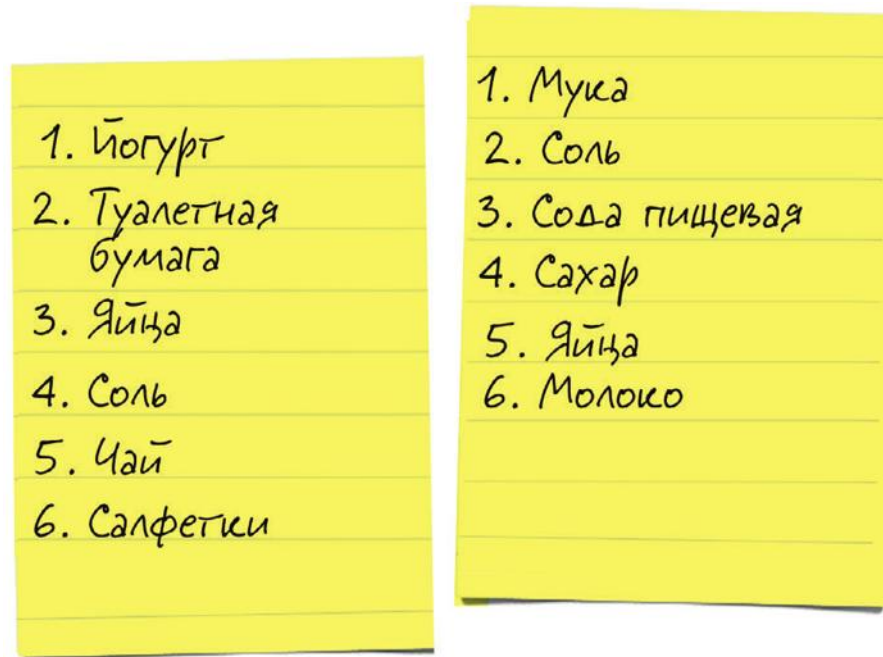 1. Йогурт
2. Туалетная
бумага
3. Яйца
4. Соль
5. Чай
6. Салфетки
1. Мука
2. Соль
3. Сода пищевая
4. Сахар
5. Яйца
6. Молоко